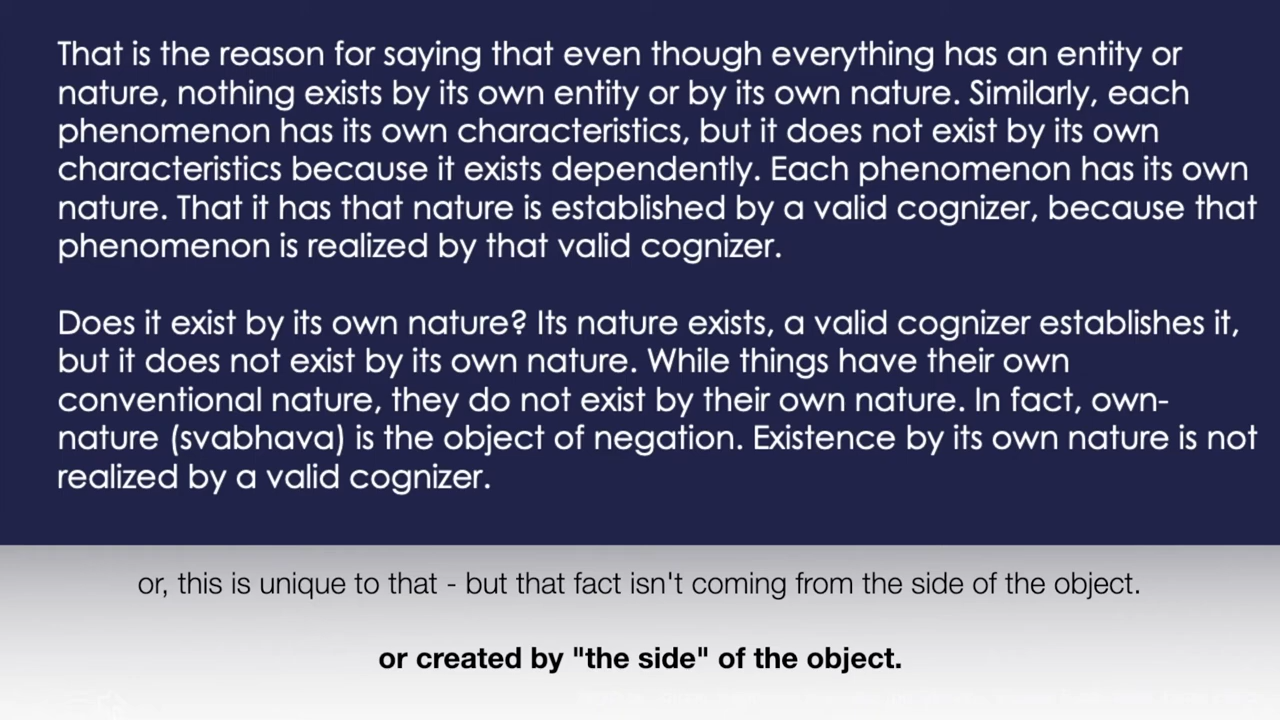 That is the reason for saying that even though everything has an entity or
nature, nothing exists by its own entity or by its own nature. Similarly, each
phenomenon has its own characteristics, but it does not exist by its own
characteristics because it exists dependently. Each phenomenon has its own
nature. That it has that nature is established by a valid cognizer, because that
phenomenon is realized by that valid cognizer.
Does it exist by its own nature? Its nature exists, a valid cognizer establishes it,
but it does not exist by its own nature. While things have their own
conventional nature, they do not exist by their own nature. In fact, own-
nature (svabhava) is the object of negation. Existence by its own nature is not
realized by a valid cognizer.
or, this is unique to that - but that fact isn't coming from the side of the object.
or created by "the side" of the object.